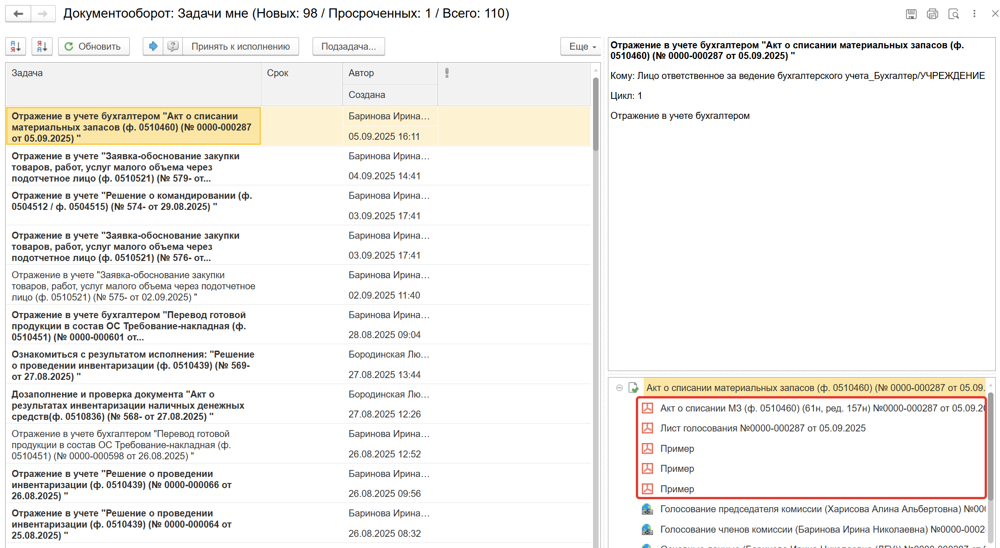 Документооборот: Задачи мне (Новых: 98 / Просроченных: 1 / Всего: 110)
Обновить
Принять к исполнению
Подзадача...
Еще
Задача
Срок
Автор
Создана
Отражение в учете бухгалтером "Акт о списании
материальных запасов (ф. 0510460) (№ 0000-000287
от 05.09.2025) "
Баринова Ирина…
05.09.2025 16:11
Отражение в учете "Заявка-обоснование закупки
товаров, работ, услуг малого объема через
подотчетное лицо (ф. 0510521) (№ 579- от...
Баринова Ирина…
04.09.2025 14:41
Отражение в учете "Решение о командировании (ф.
0504512 / ф. 0504515) (№ 574- от 29.08.2025) "
Баринова Ирина…
03.09.2025 17:41
Отражение в учете "Заявка-обоснование закупки
товаров, работ, услуг малого объема через
подотчетное лицо (ф. 0510521) (№ 576- от...
Баринова Ирина…
03.09.2025 17:41
Отражение в учете "Заявка-обоснование закупки
товаров, работ, услуг малого объема через подотчетное
лицо (ф. 0510521) (№ 575- от 02.09.2025) "
Баринова Ирина…
02.09.2025 11:40
Отражение в учете бухгалтером "Перевод готовой
продукции в состав ОС Требование-накладная (ф.
0510451) (№ 0000-000601 от...
Баринова Ирина…
28.08.2025 09:04
Ознакомиться с результатом исполнения: "Решение
о проведении инвентаризации (ф. 0510439) (№ 569-
от 27.08.2025) "
Бородинская Лю…
27.08.2025 13:44
Дозаполнение и проверка документа "Акт о
результатах инвентаризации наличных денежных
средств(ф. 0510836) (№ 568- от 27.08.2025) "
Бородинская Лю…
27.08.2025 12:26
Отражение в учете бухгалтером "Перевод готовой
продукции в состав ОС Требование-накладная (ф.
0510451) (№ 0000-000598 от 26.08.2025) "
Баринова Ирина…
26.08.2025 12:52
Отражение в учете "Решение о проведении
инвентаризации (ф. 0510439) (№ 0000-000066 от
26.08.2025) "
Баринова Ирина…
26.08.2025 09:56
Отражение в учете "Решение о проведении
инвентаризации (ф. 0510439) (№ 0000-000064 от
25.08.2025) "
Баринова Ирина…
26.08.2025 08:32
Отражение в учете бухгалтером "Акт о списании материальных запасов (ф.
0510460) (№ 0000-000287 от 05.09.2025) "
Кому: Лицо ответственное за ведение бухгалтерского учета_Бухгалтер/УЧРЕЖДЕНИЕ
Цикл: 1
Отражение в учете бухгалтером
Акт о списании материальных запасов (ф. 0510460) (№ 0000-000287 от 05.09.
Акт о списании МЗ (ф. 0510460) (61н, ред. 157н) №0000-000287 от 05.09.20
Лист голосования №0000-000287 от 05.09.2025
Пример
Пример
Пример
Голосование председателя комиссии (Харисова Алина Альбертовна) №000
Голосование членов комиссии (Баринова Ирина Николаевна) №0000-0002